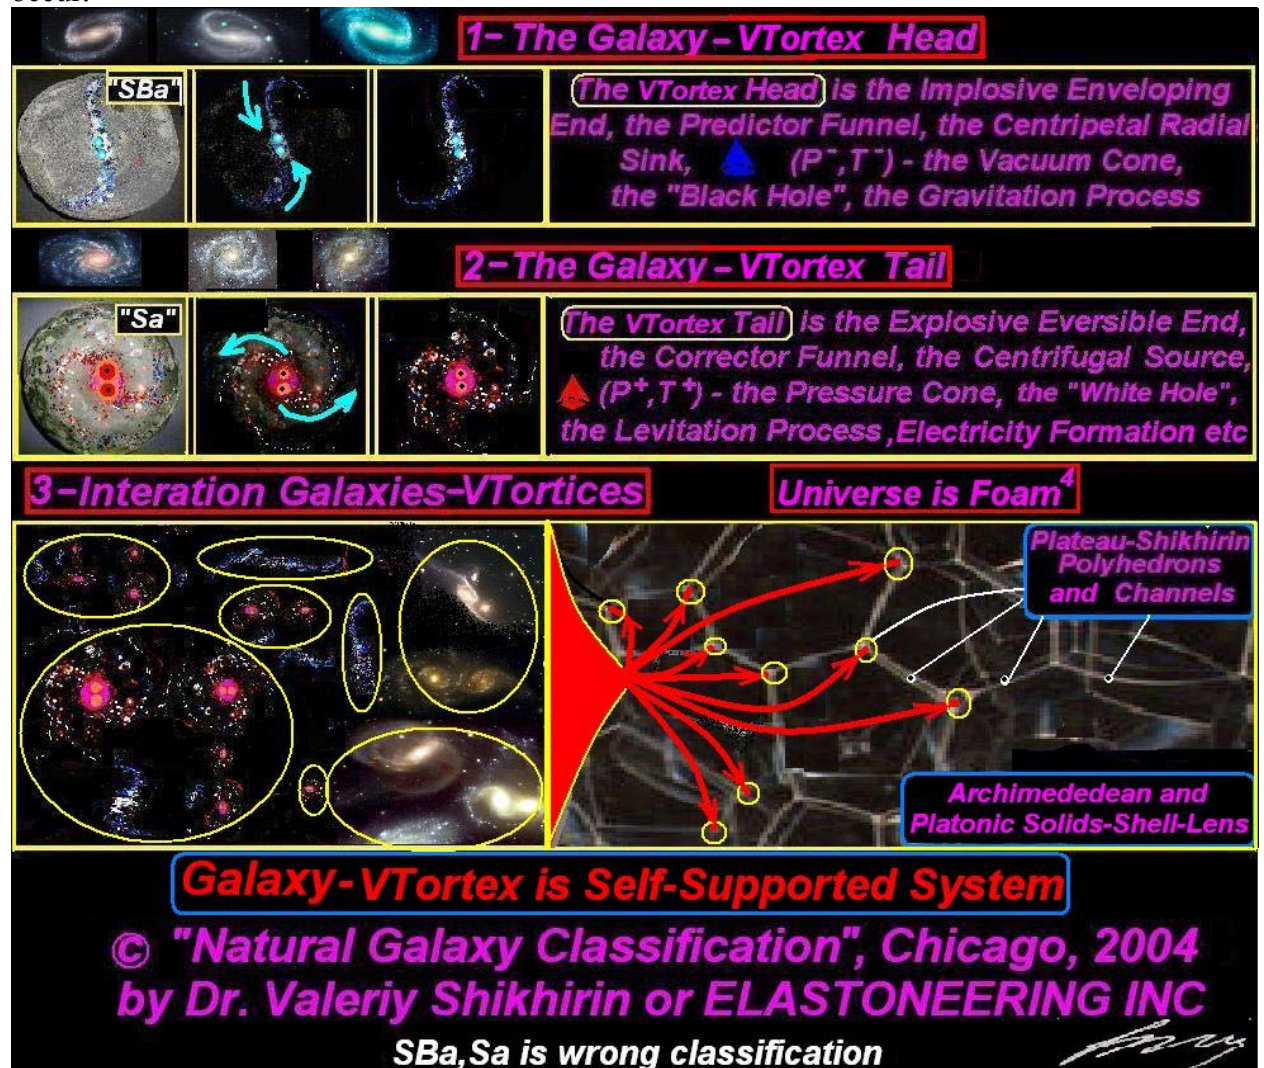 occur.
1- The Galaxy - VTortex Head
"SBa"
The VTortex Head is the Implosive Enveloping
End, the Predictor Funnel, the Centripetal Radial
Sink, (P⁻,T⁻) - the Vacuum Cone,
the "Black Hole", the Gravitation Process
2-The Galaxy - VTortex Tail
"Sa"
The VTortex Tail is the Explosive Eversible End,
the Corrector Funnel, the Centrifugal Source,
(P⁺,T⁺) - the Pressure Cone, the "White Hole",
the Levitation Process ,Electricity Formation etc
3-Interation Galaxies-VTortices
Universe is Foam⁴
Plateau-Shikhirin
Polyhedrons
and Channels
Archimededean and
Platonic Solids-Shell-Lens
Galaxy-VTortex is Self-Supported System
© "Natural Galaxy Classification", Chicago, 2004
by Dr. Valeriy Shikhirin or ELASTONEERING INC
SBa,Sa is wrong classification